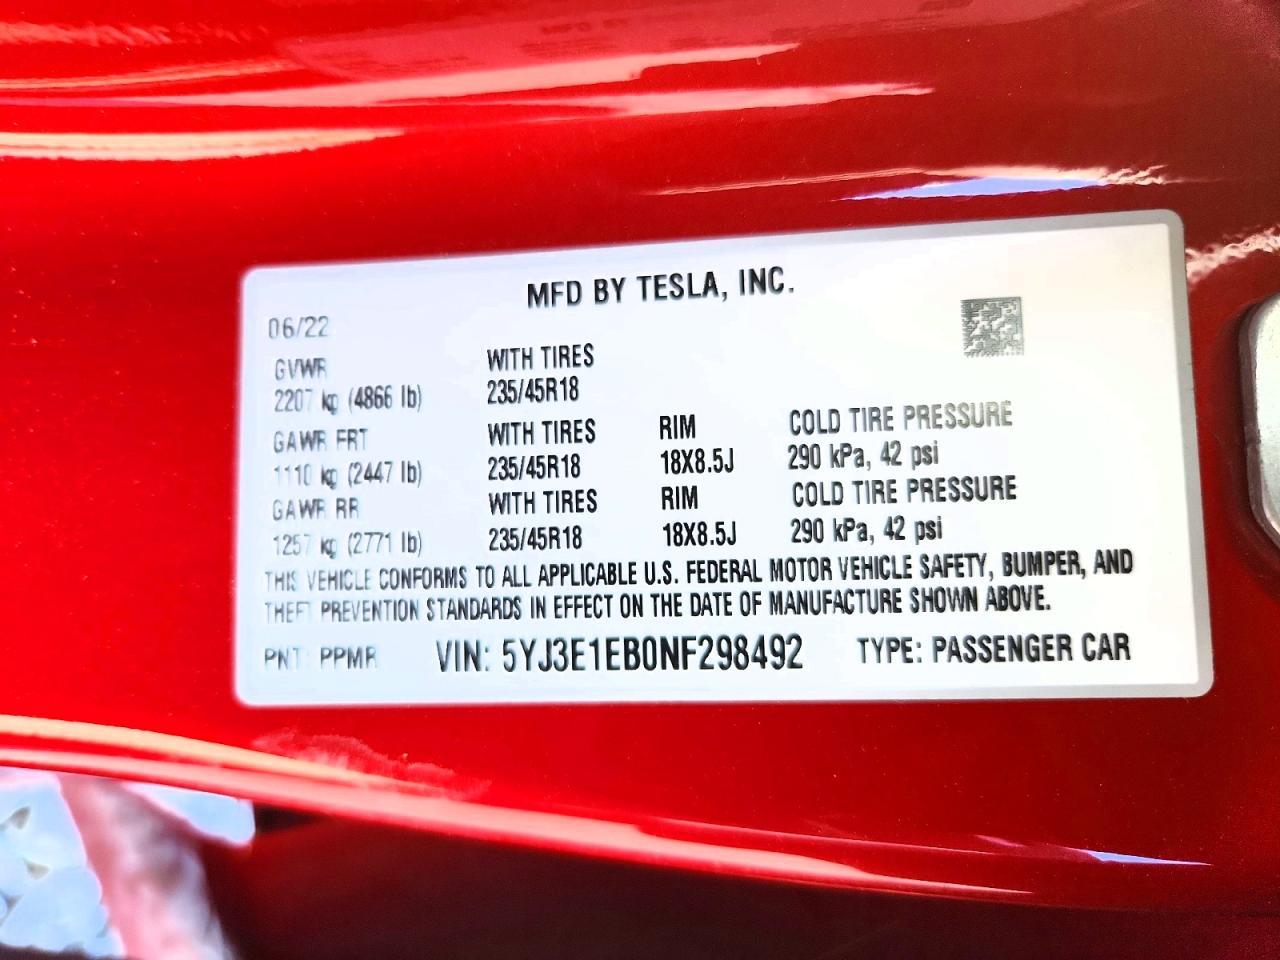 MFD BY TESLA, INC.
06/22
GVWR WITH TIRES
2207 kg (4866 lb) 235/45R18
GAWR FRT WITH TIRES RIM COLD TIRE PRESSURE
1110 kg (2447 lb) 235/45R18 18X8.5J 290 kPa, 42 psi
GAWR RR WITH TIRES RIM COLD TIRE PRESSURE
1257 kg (2771 lb) 235/45R18 18X8.5J 290 kPa, 42 psi
THIS VEHICLE CONFORMS TO ALL APPLICABLE U.S. FEDERAL MOTOR VEHICLE SAFETY, BUMPER, AND
THEFT PREVENTION STANDARDS IN EFFECT ON THE DATE OF MANUFACTURE SHOWN ABOVE.
PNT: PPMR VIN: 5YJ3E1EB0NF298492 TYPE: PASSENGER CAR